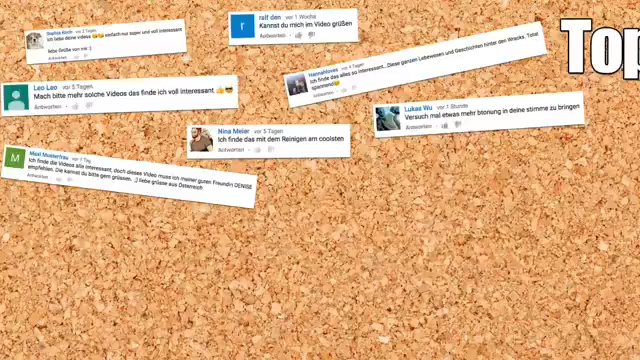 Sophia Koch vor 2 Tagen
ich liebe deine videos einfach nur super und voll interessant
liebe Grüße von mir :)
Antworten
ralf den vor 1 Woche
Kannst du mich im Video grüßen
Antworten
Top
Hannahloves vor 4 Tagen
Ich finde das alles so interessant...Diese ganzen Lebewesen und Geschichten hinter den Wracks. Total
spannend
Antworten
Leo Leo vor 5 Tagen
Mach bitte mehr solche Videos das finde ich voll interessant 👍😎
Antworten
Lukas Wu vor 1 Stunde
Versuch mal etwas mehr btonung in deine stimme zu bringen
Antworten
r
Nina Meier vor 5 Tagen
Ich finde das mit dem Reinigen am coolsten
Antworten
M
Maxi Musterfrau vor 1 Tag
Ich finde die Videos alle interessant, doch dieses Video muss ich meiner guten Freundin DENISE
empfehlen. Die kannst du bitte gern grüssen. ;) liebe grüsse aus Österreich
Antworten